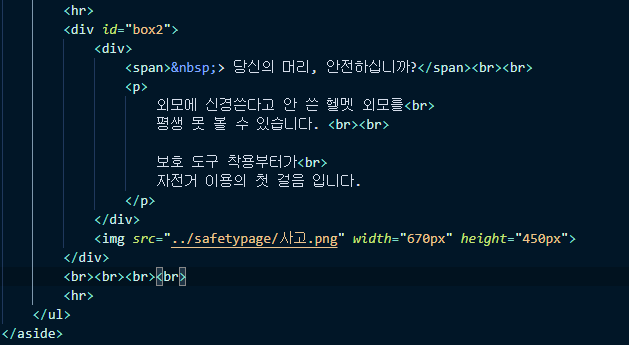 <hr>
<div id="box2">
<div>
<span>&nbsp;> 당신의 머리, 안전하십니까?</span><br><br>
<p>
외모에 신경쓴다고 안 쓴 헬멧 외모를<br>
평생 못 볼 수 있습니다. <br><br>
보호 도구 착용부터가<br>
자전거 이용의 첫 걸음 입니다.
</p>
</div>
<img src="../safetypage/사고.png" width="670px" height="450px">
</div>
<br><br><br><br>
<hr>
</ul>
</aside>